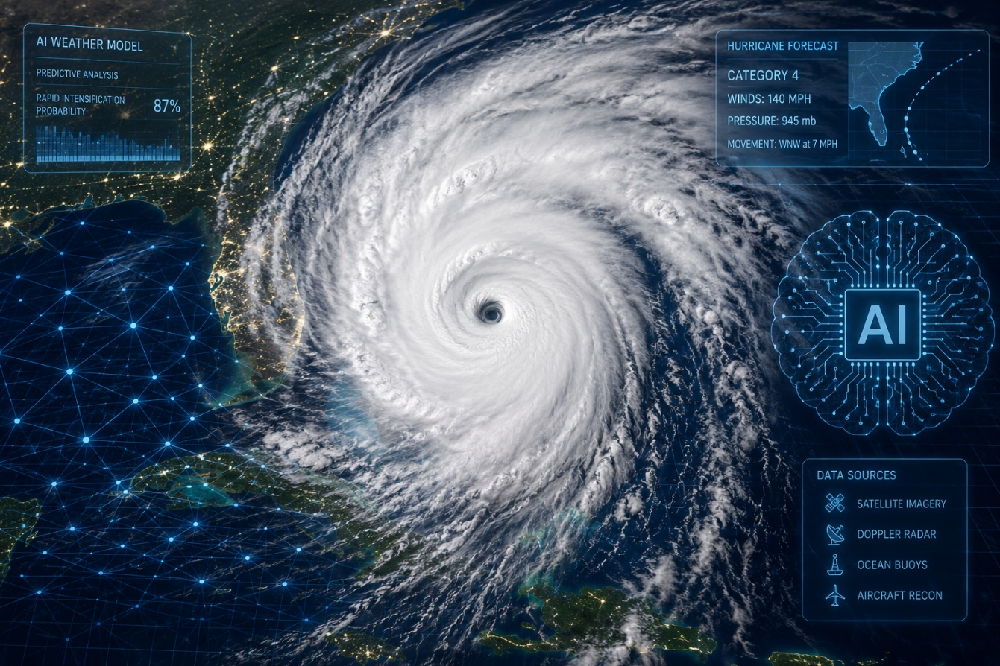 AI WEATHER MODEL
PREDICTIVE ANALYSIS
RAPID INTENSIFICATION
PROBABILITY
87%
HURRICANE FORECAST
CATEGORY 4
WINDS: 140 MPH
PRESSURE: 945 mb
MOVEMENT: WNW at 7 MPH
AI
DATA SOURCES
SATELLITE IMAGERY
DOPPLER RADAR
OCEAN BUOYS
AIRCRAFT RECON